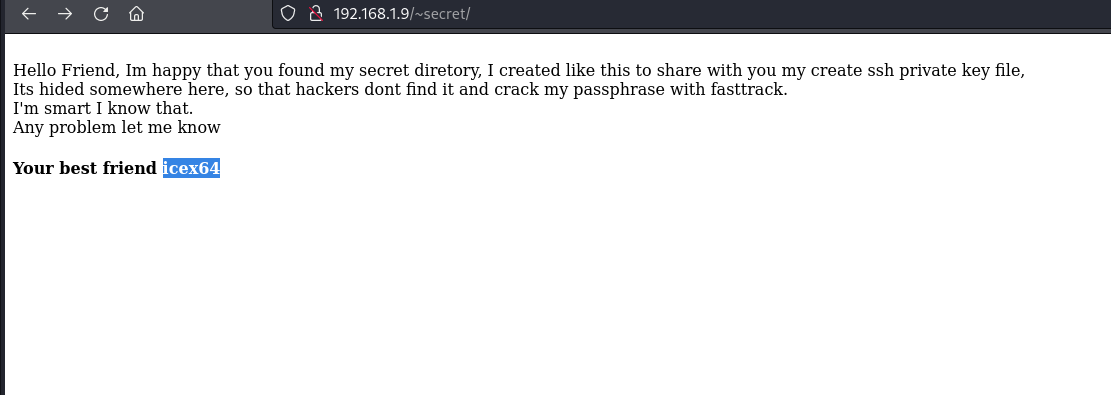 192.168.1.9/~secret/
Hello Friend, Im happy that you found my secret diretory, I created like this to share with you my create ssh private key file,
Its hided somewhere here, so that hackers dont find it and crack my passphrase with fasttrack.
I'm smart I know that.
Any problem let me know
Your best friend icex64